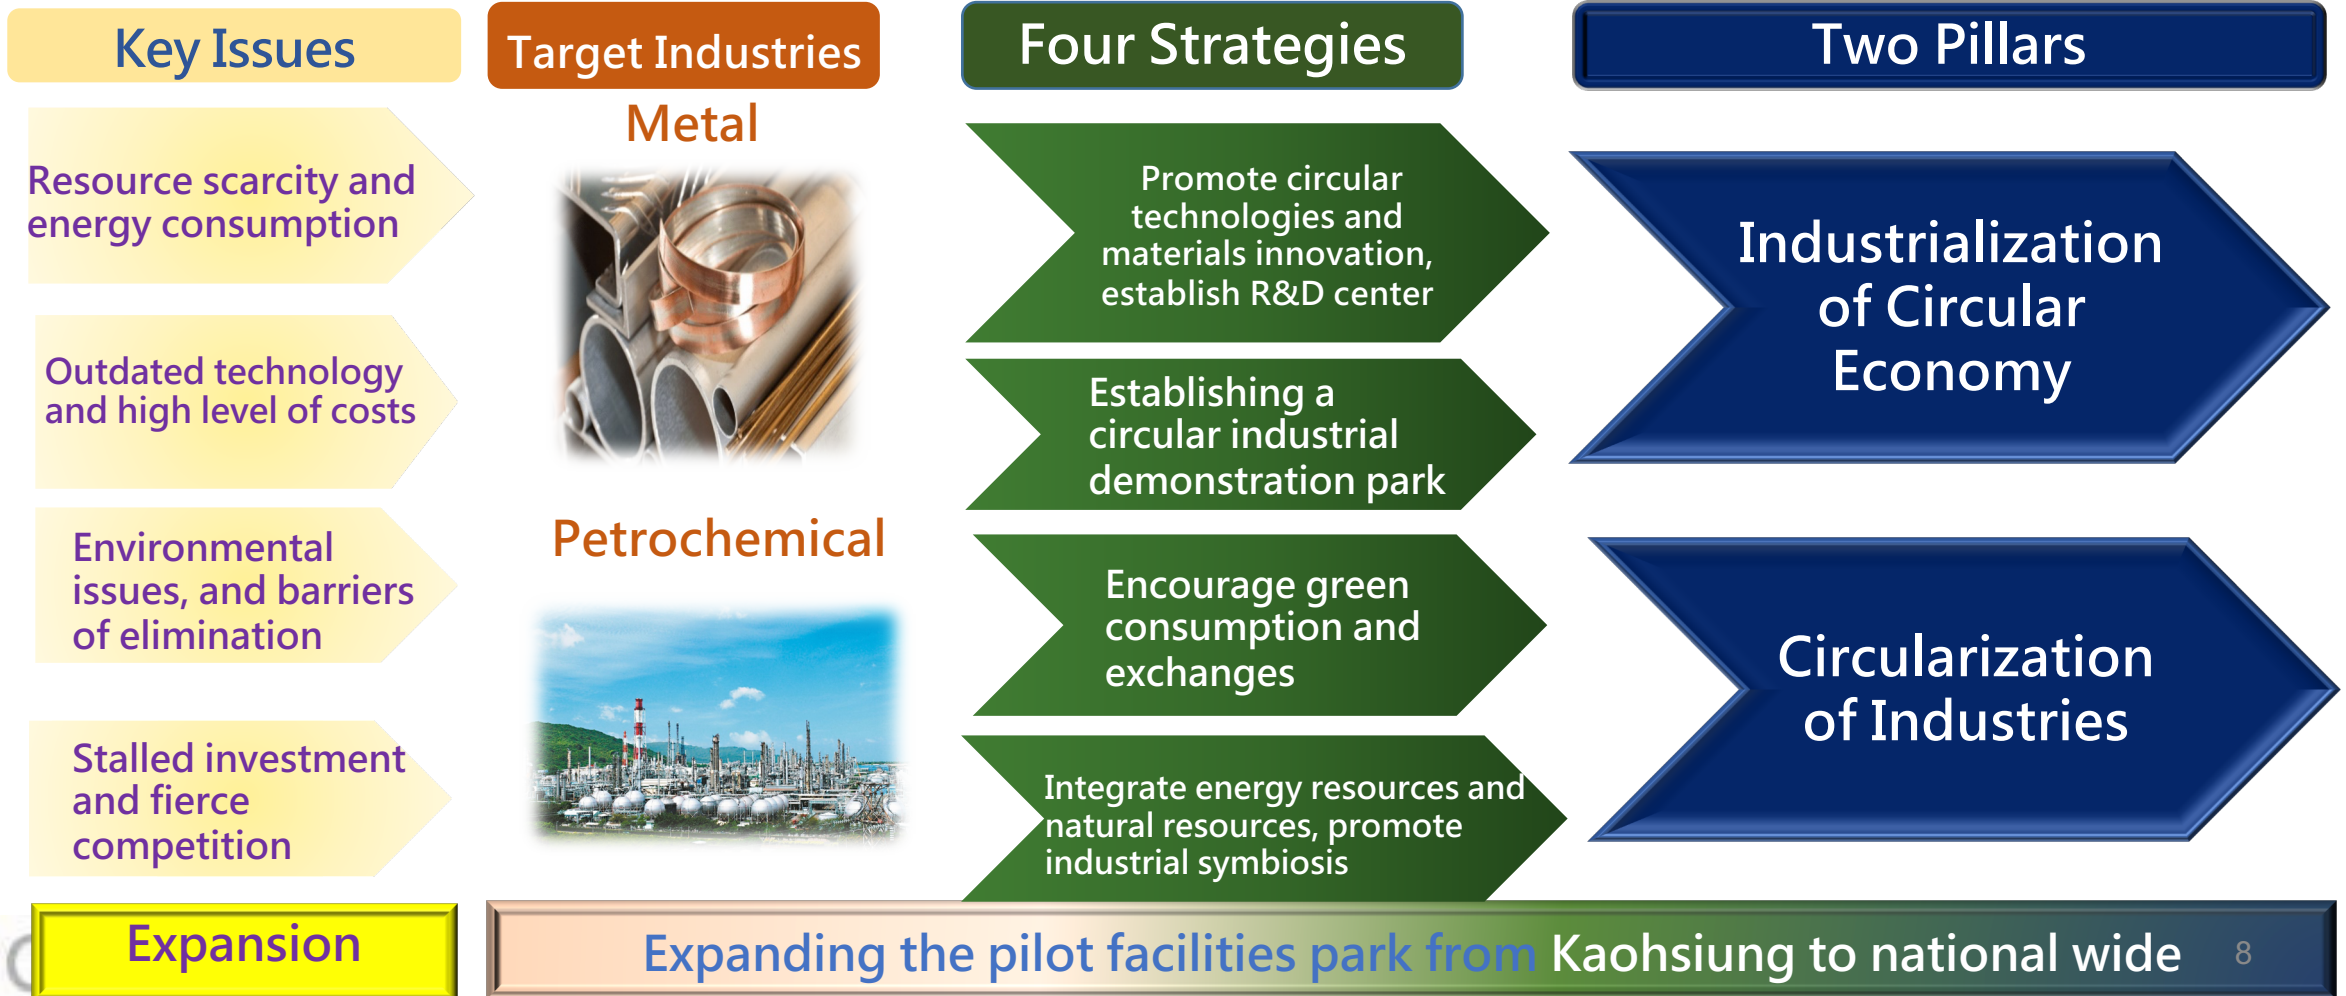 Key Issues
Resource scarcity and
energy consumption
Outdated technology
and high level of costs
Environmental
issues, and barriers
of elimination
Stalled investment
and fierce
competition
Target Industries
Metal
Petrochemical
Four Strategies
Promote circular
technologies and
materials innovation,
establish R&D center
Establishing a
circular industrial
demonstration park
Encourage green
consumption and
exchanges
Integrate energy resources and
natural resources, promote
industrial symbiosis
Two Pillars
Industrialization
of Circular
Economy
Circularization
of Industries
Expansion
Expanding the pilot facilities park from Kaohsiung to national wide
8